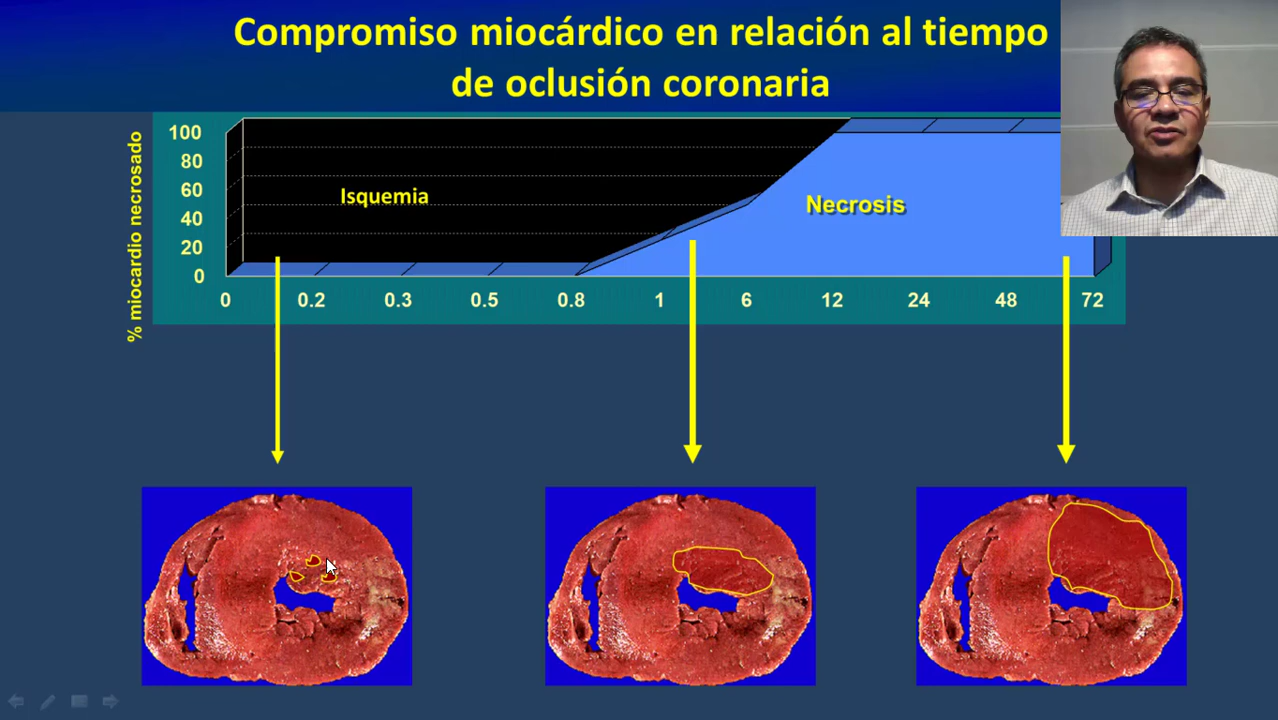 Compromiso miocárdico en relación al tiempo
de oclusión coronaria
% miocardio necrosado
100
80
60
40
20
0
Isquemia
Necrosis
0 0.2 0.3 0.5 0.8 1 6 12 24 48 72